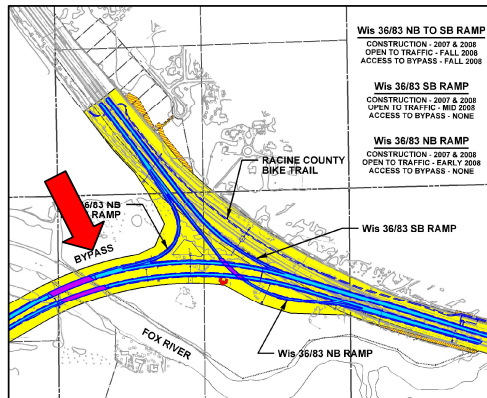 Wis 36/83 NB TO SB RAMP
CONSTRUCTION - 2007 & 2008
OPEN TO TRAFFIC - FALL 2008
ACCESS TO BYPASS - FALL 2008
Wis 36/83 SB RAMP
CONSTRUCTION - 2007 & 2008
OPEN TO TRAFFIC - MID 2008
ACCESS TO BYPASS - NONE
Wis 36/83 NB RAMP
CONSTRUCTION - 2007 & 2008
OPEN TO TRAFFIC - EARLY 2008
ACCESS TO BYPASS - NONE
RACINE COUNTY
BIKE TRAIL
36/83 NB
RAMP
Wis 36/83 SB RAMP
BYPASS
FOX RIVER
Wis 36/83 NB RAMP